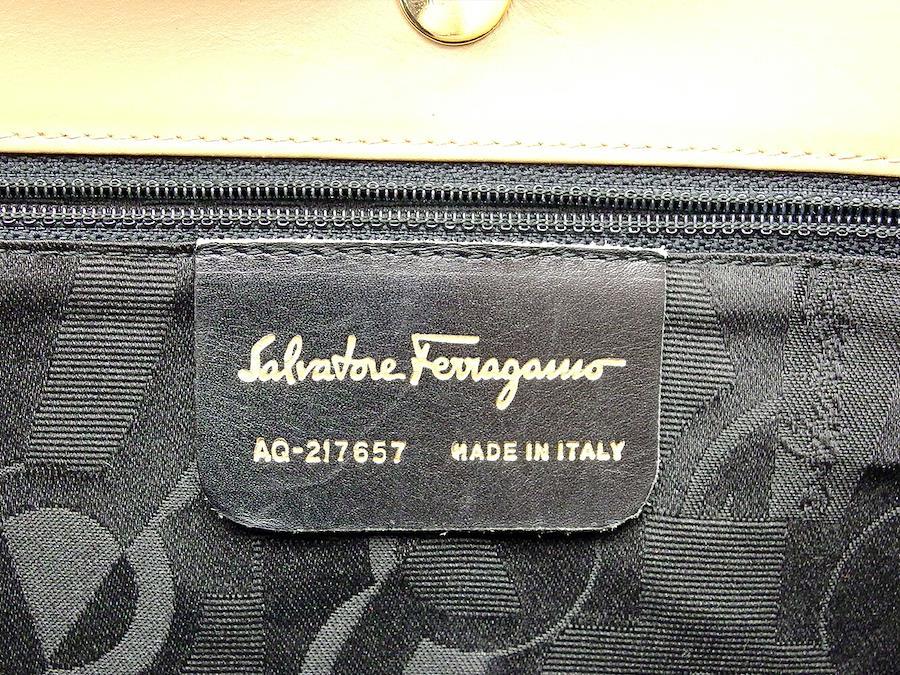 Salvatore Ferragamo
AQ-217657 MADE IN ITALY